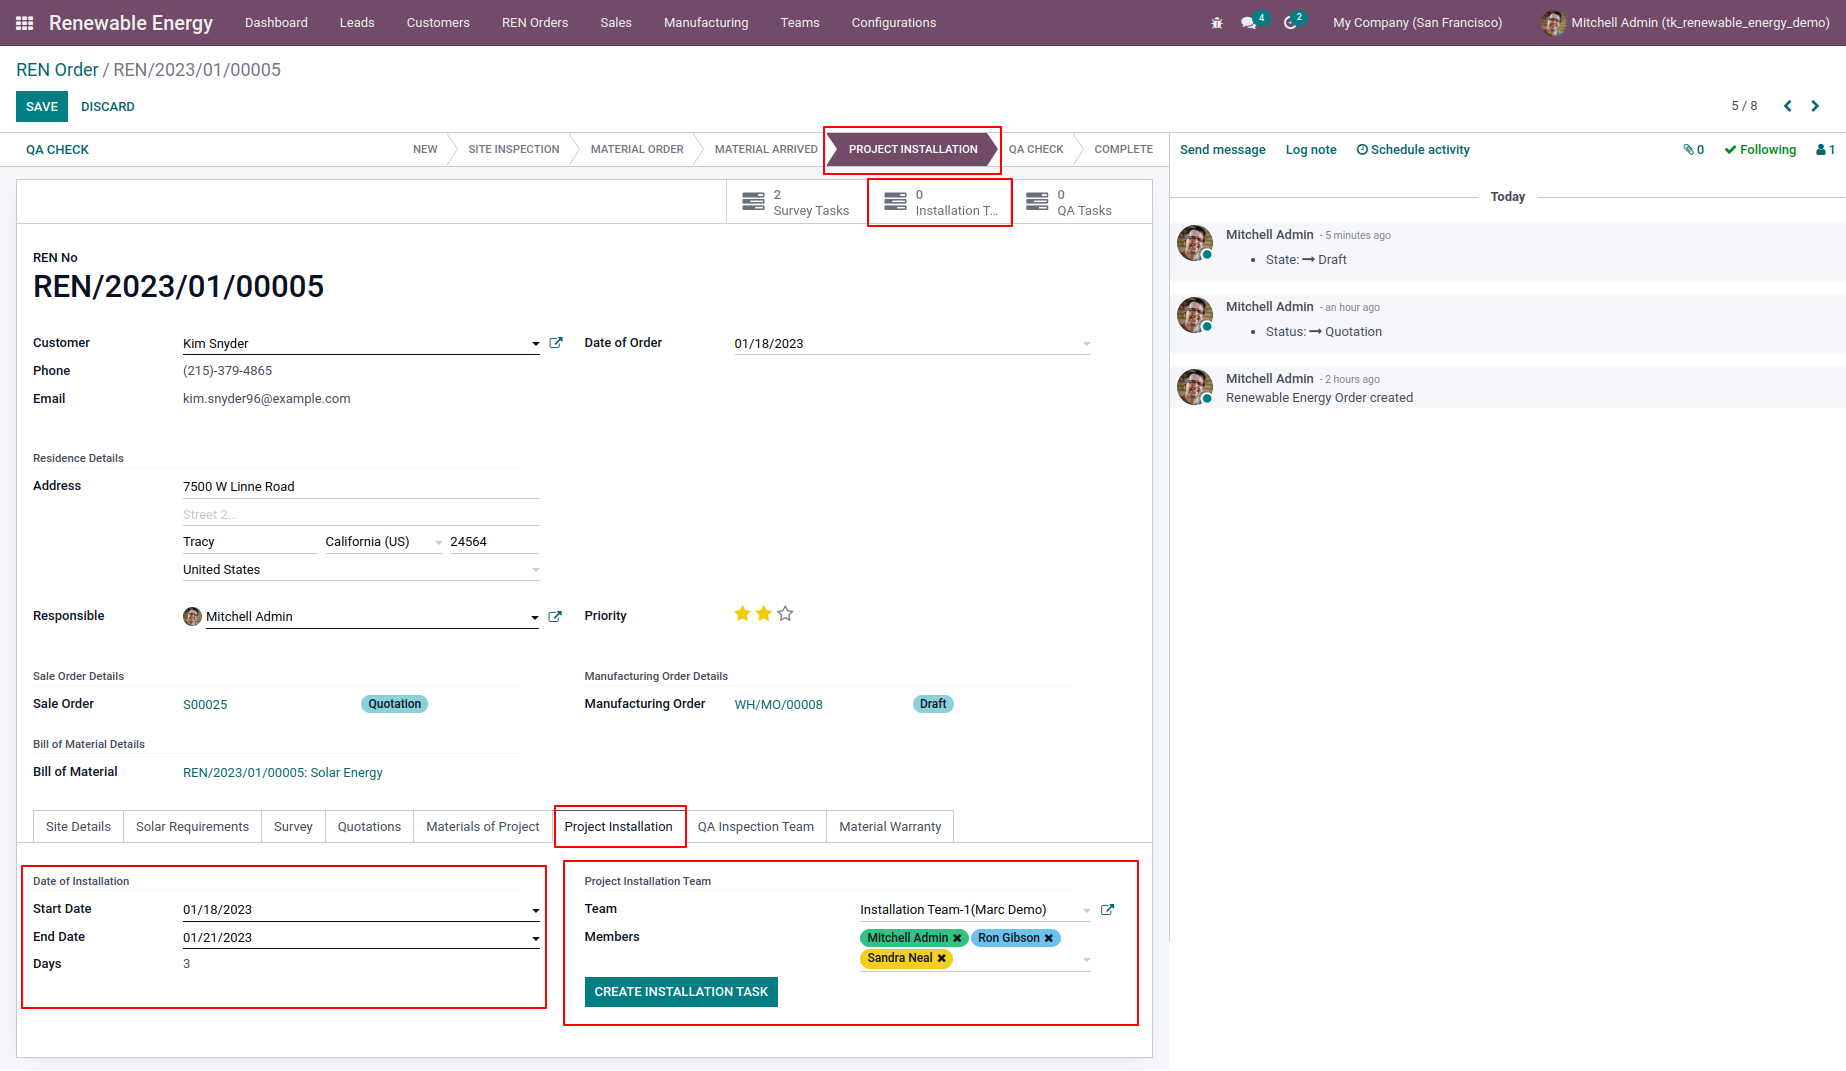 Renewable Energy Dashboard Leads Customers REN Orders Sales Manufacturing Teams Configurations 4 2 My Company (San Francisco) Mitchell Admin (tk_renewable_energy_demo)
REN Order / REN/2023/01/00005
SAVE DISCARD 5 / 8
QA CHECK NEW SITE INSPECTION MATERIAL ORDER MATERIAL ARRIVED PROJECT INSTALLATION QA CHECK COMPLETE
Send message Log note Schedule activity 0 Following 1
2 Survey Tasks
0 Installation T...
0 QA Tasks
Today
REN No
REN/2023/01/00005
Mitchell Admin - 5 minutes ago
• State: → Draft
Mitchell Admin - an hour ago
• Status: → Quotation
Mitchell Admin - 2 hours ago
Renewable Energy Order created
Customer Kim Snyder Date of Order 01/18/2023
Phone (215)-379-4865
Email kim.snyder96@example.com
Residence Details
Address 7500 W Linne Road
Street 2...
Tracy California (US) 24564
United States
Responsible Mitchell Admin Priority
Sale Order Details Manufacturing Order Details
Sale Order S00025 Quotation Manufacturing Order WH/MO/00008 Draft
Bill of Material Details
Bill of Material REN/2023/01/00005: Solar Energy
Site Details Solar Requirements Survey Quotations Materials of Project Project Installation QA Inspection Team Material Warranty
Date of Installation
Start Date 01/18/2023
End Date 01/21/2023
Days 3
Project Installation Team
Team Installation Team-1(Marc Demo)
Members Mitchell Admin × Ron Gibson ×
Sandra Neal ×
CREATE INSTALLATION TASK